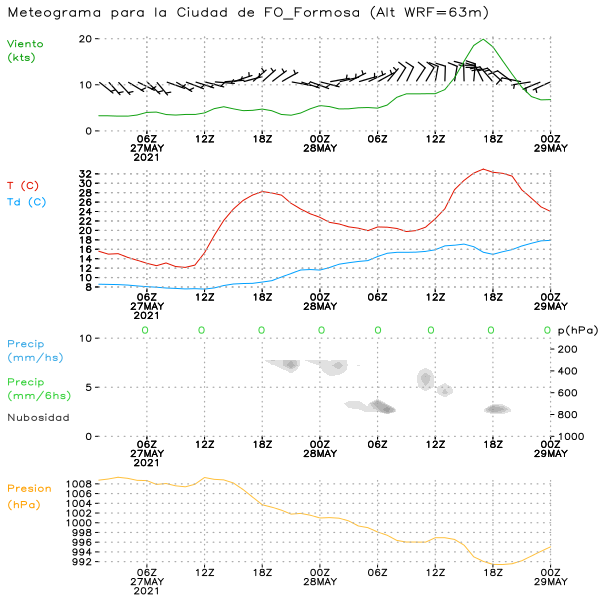 Meteograma para la Ciudad de FO_Formosa (Alt WRF=63m)
Viento
(kts)
20
10
0
06Z 12Z 18Z 00Z 06Z 12Z 18Z 00Z
27MAY 28MAY 29MAY
2021
T (C)
Td (C)
32
30
28
26
24
22
20
18
16
14
12
10
8
06Z 12Z 18Z 00Z 06Z 12Z 18Z 00Z
27MAY 28MAY 29MAY
2021
0 0 0 0 0 0 0 0 p(hPa)
Precip
(mm/hs)
Precip
(mm/6hs)
Nubosidad
10
5
0
200
400
600
800
1000
06Z 12Z 18Z 00Z 06Z 12Z 18Z 00Z
27MAY 28MAY 29MAY
2021
Presion
(hPa)
1008
1006
1004
1002
1000
998
996
994
992
06Z 12Z 18Z 00Z 06Z 12Z 18Z 00Z
27MAY 28MAY 29MAY
2021